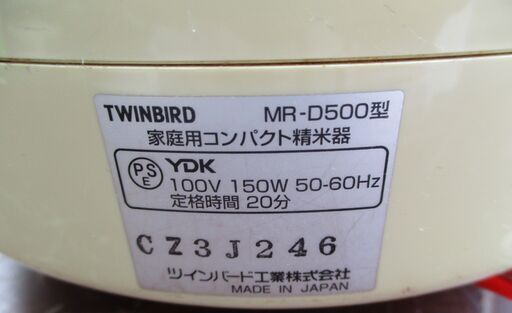 TWINBIRD MR-D500型
家庭用コンパクト精米器
PSE YDK
100V 150W 50-60Hz
定格時間 20分
CZ3J246
ツインバード工業株式会社
MADE IN JAPAN